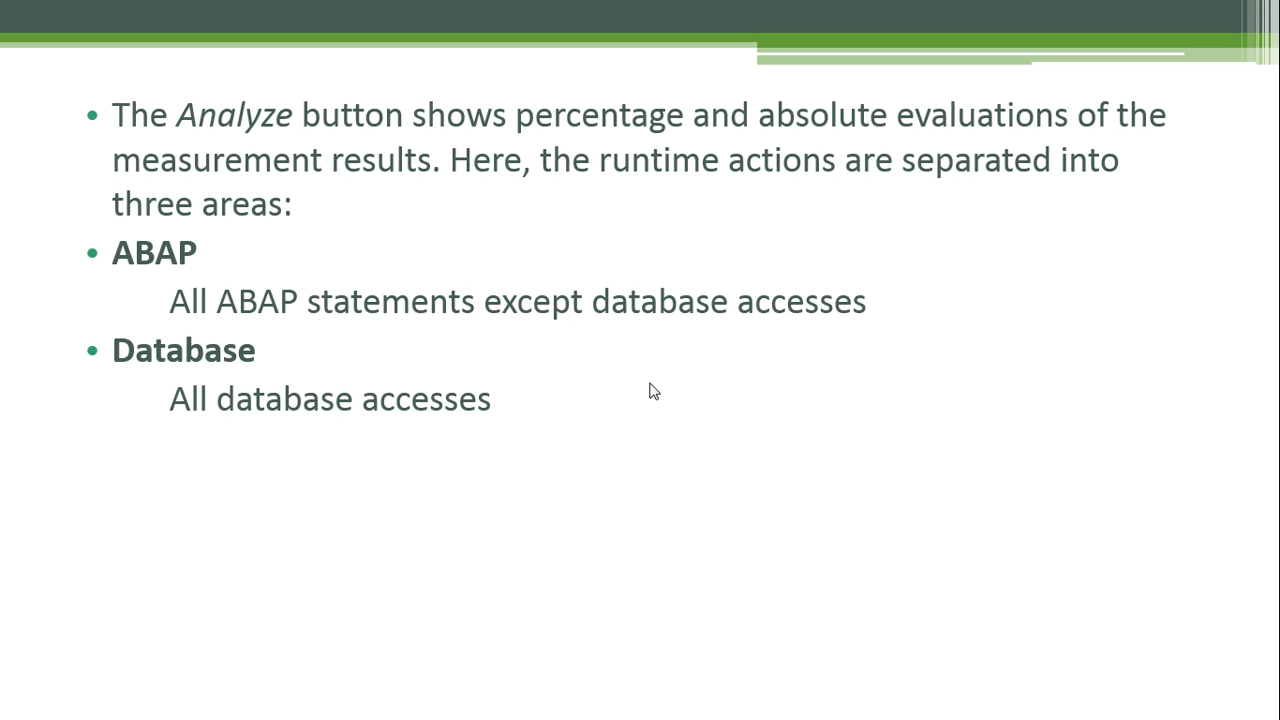 • The Analyze button shows percentage and absolute evaluations of the
measurement results. Here, the runtime actions are separated into
three areas:
• ABAP
All ABAP statements except database accesses
• Database
All database accesses